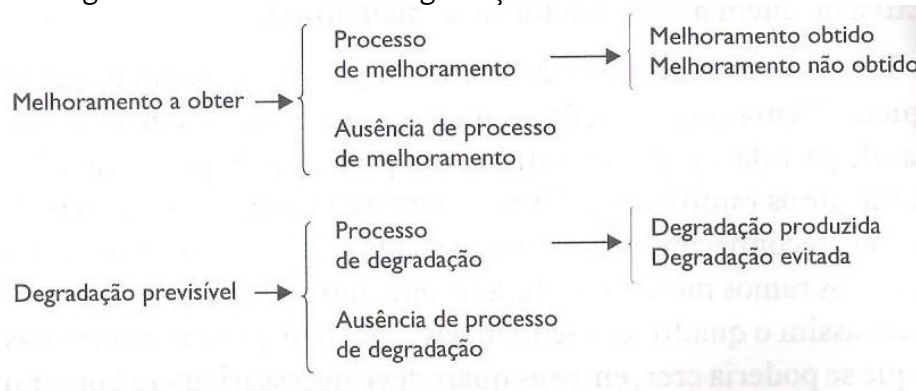 Processo
de melhoramento
Melhoramento obtido
Melhoramento não obtido
Melhoramento a obter
Ausência de processo
de melhoramento
Processo
de degradação
Degradação produzida
Degradação evitada
Degradação previsível
Ausência de processo
de degradação